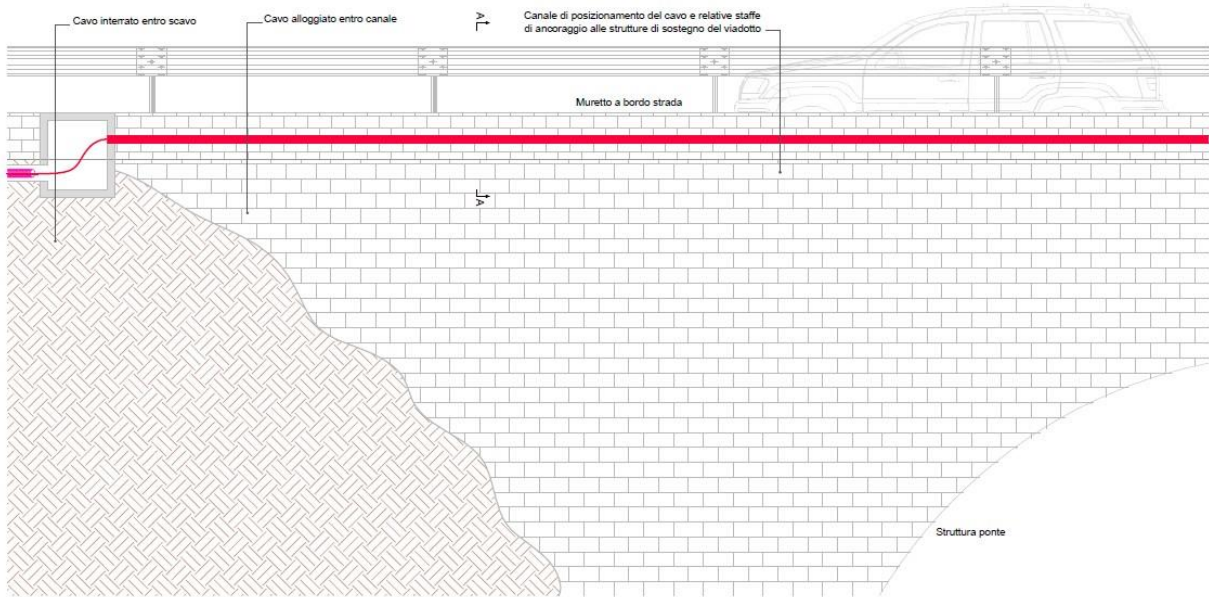 Cavo interrato entro scavo
Cavo alloggiato entro canale
A
Canale di posizionamento del cavo e relative staffe
di ancoraggio alle strutture di sostegno del viadotto
Muretto a bordo strada
A
Struttura ponte